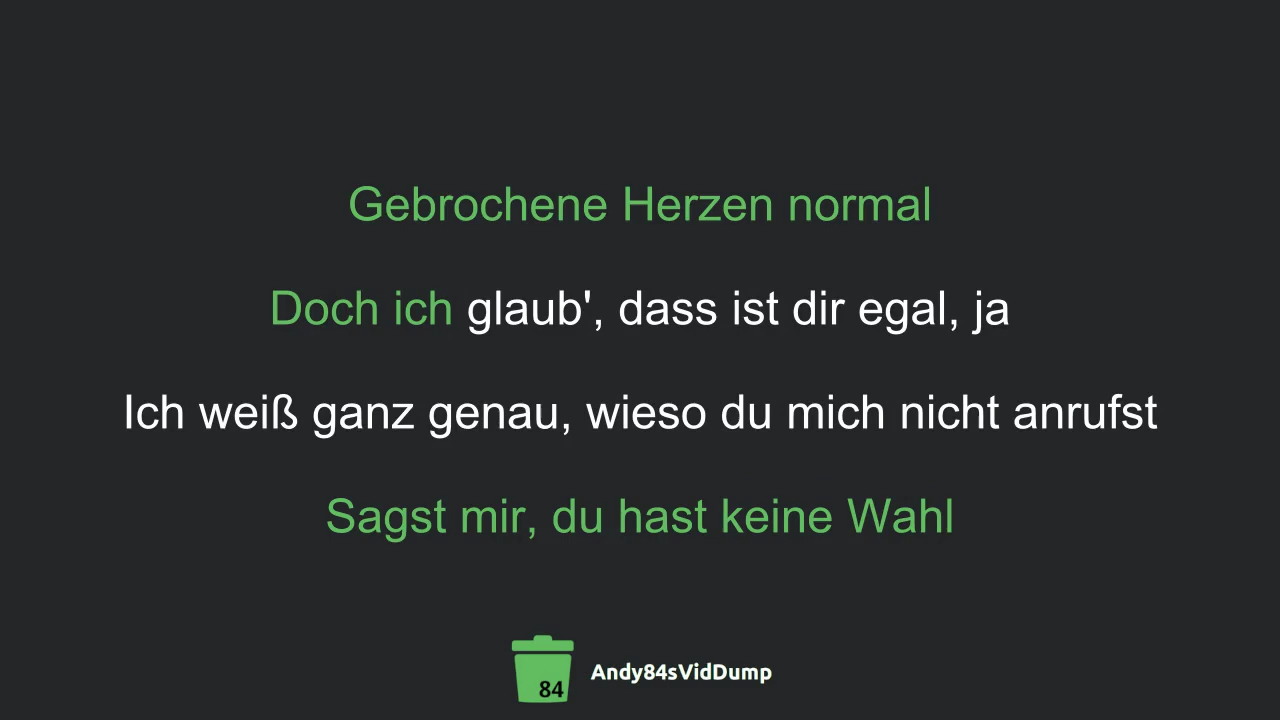 Gebrochene Herzen normal
Doch ich glaub', dass ist dir egal, ja
Ich weiß ganz genau, wieso du mich nicht anrufst
Sagst mir, du hast keine Wahl
84
Andy84sVidDump